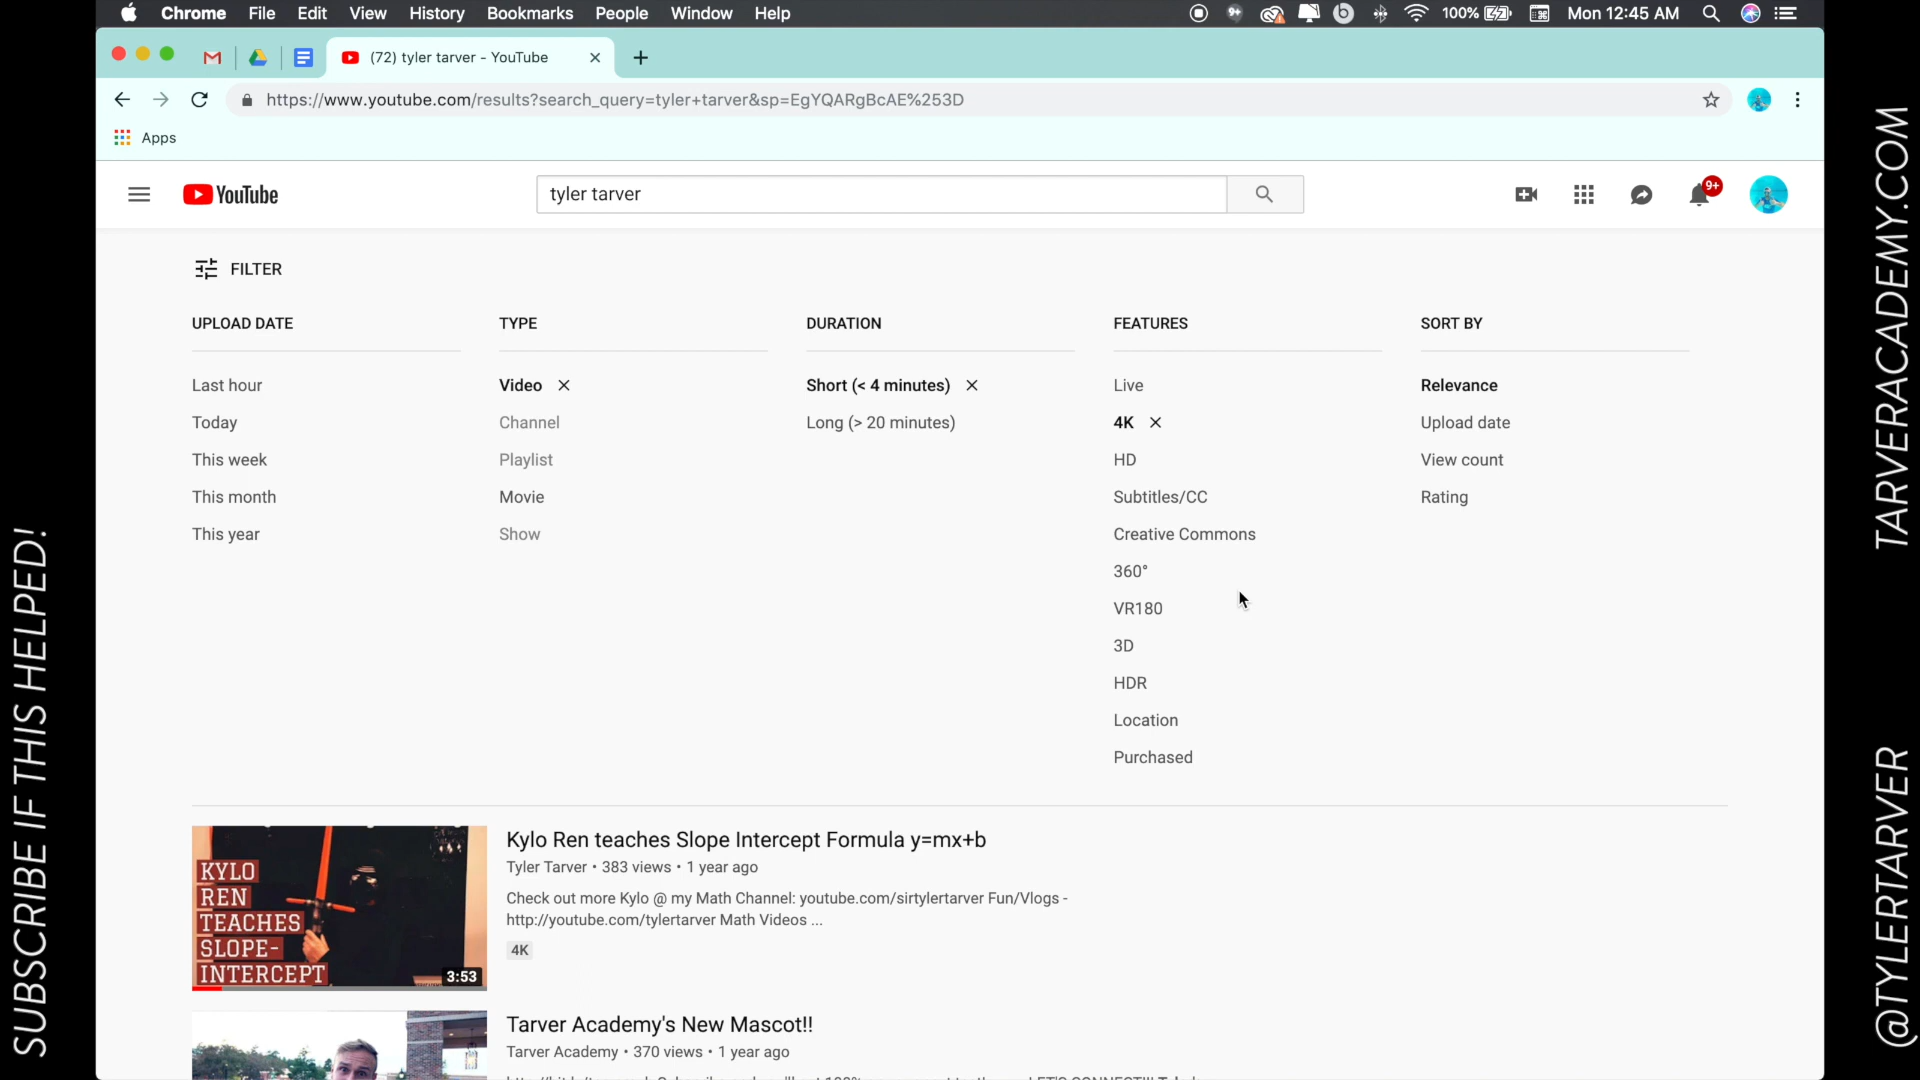 Chrome File Edit View History Bookmarks People Window Help 9+ 100% Mon 12:45 AM
(72) tyler tarver - YouTube
https://www.youtube.com/results?search_query=tyler+tarver&sp=EgYQARgBcAE%253D
Apps
YouTube
tyler tarver
9+
FILTER
UPLOAD DATE
Last hour
Today
This week
This month
This year
TYPE
Video
Channel
Playlist
Movie
Show
DURATION
Short (< 4 minutes)
Long (> 20 minutes)
FEATURES
Live
4K
HD
Subtitles/CC
Creative Commons
360°
VR180
3D
HDR
Location
Purchased
SORT BY
Relevance
Upload date
View count
Rating
KYLO
REN
TEACHES
SLOPE-
INTERCEPT
3:53
Kylo Ren teaches Slope Intercept Formula y=mx+b
Tyler Tarver • 383 views • 1 year ago
Check out more Kylo @ my Math Channel: youtube.com/sirtylertarver Fun/Vlogs -
http://youtube.com/tylertarver Math Videos ...
4K
Tarver Academy's New Mascot!!
Tarver Academy • 370 views • 1 year ago
SUBSCRIBE IF THIS HELPED!
TARVERACADEMY.COM
@TYLERTARVER